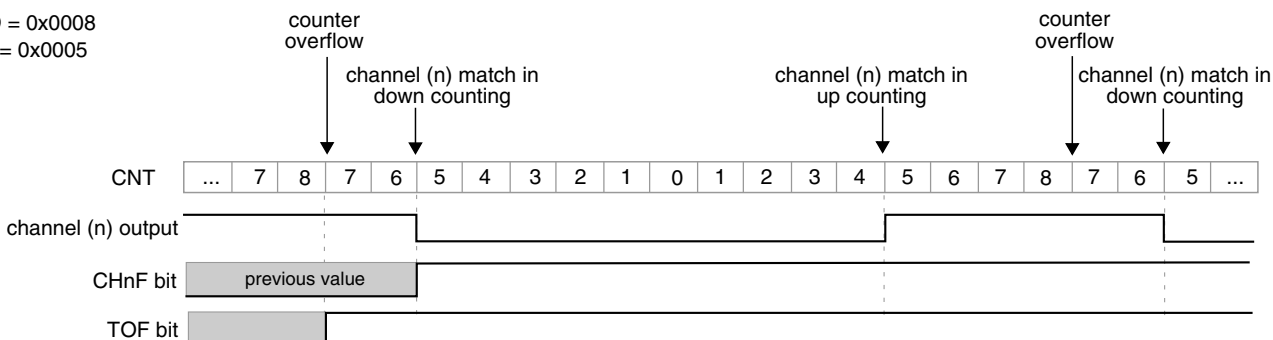 = 0x0008
= 0x0005
counter
overflow
channel (n) match in
down counting
channel (n) match in
up counting
counter
overflow
channel (n) match in
down counting
CNT ... 7 8 7 6 5 4 3 2 1 0 1 2 3 4 5 6 7 8 7 6 5 ...
channel (n) output
CHnF bit previous value
TOF bit